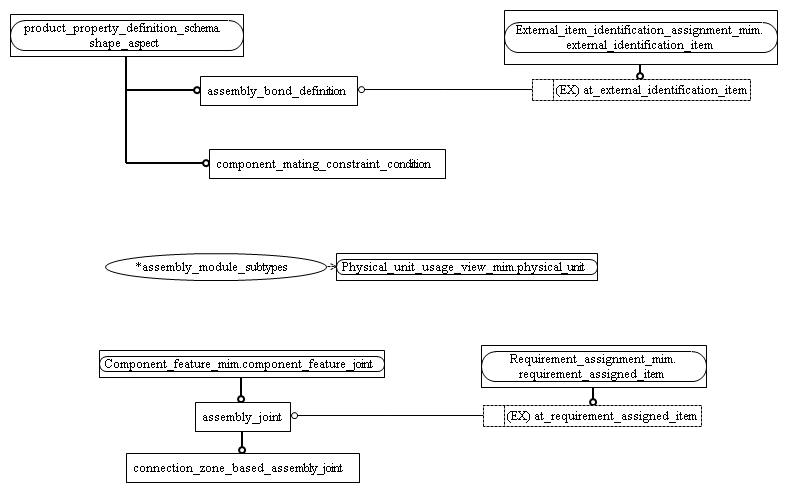 product_property_definition_schema.
shape_aspect
External_item_identification_assignment_mim.
external_identification_item
assembly_bond_definition
(EX) at_external_identification_item
component_mating_constraint_condition
*assembly_module_subtypes
Physical_unit_usage_view_mim.physical_unit
Component_feature_mim.component_feature_joint
Requirement_assignment_mim.
requirement_assigned_item
assembly_joint
(EX) at_requirement_assigned_item
connection_zone_based_assembly_joint